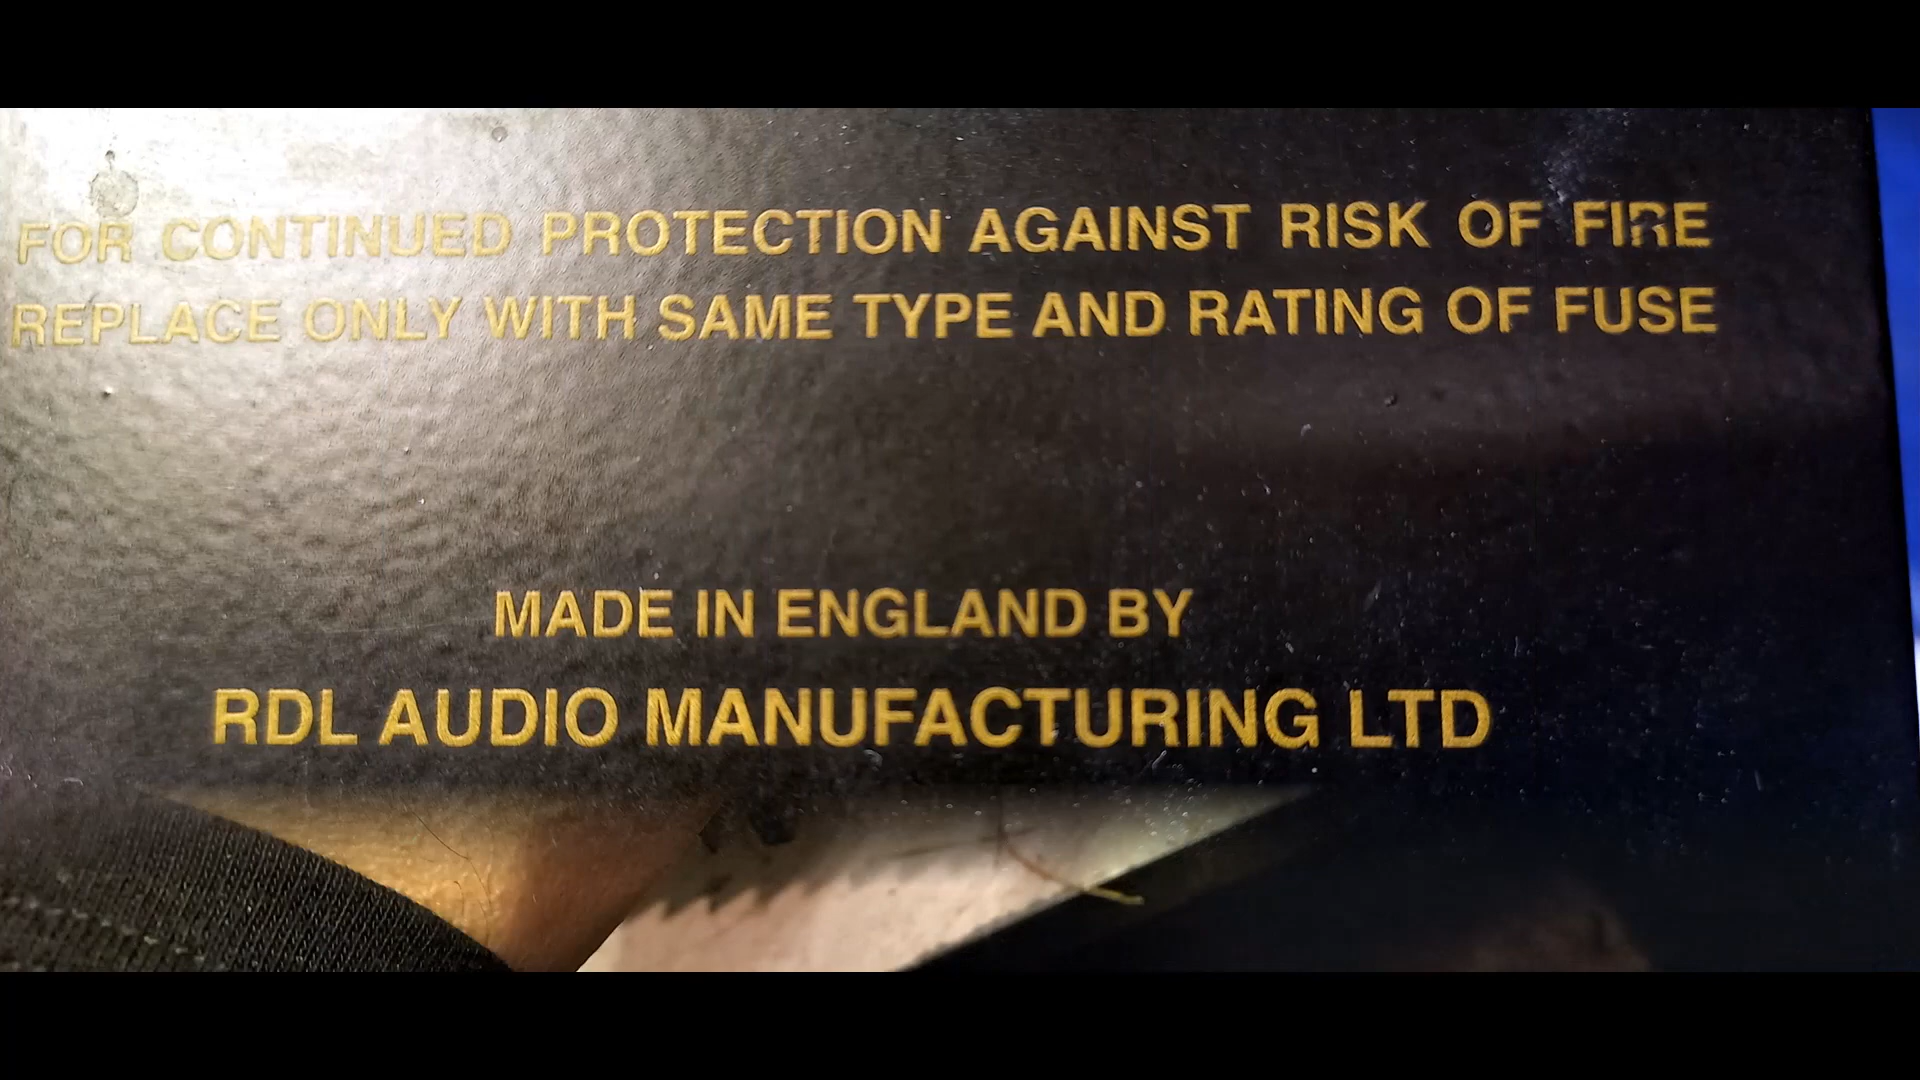 FOR CONTINUED PROTECTION AGAINST RISK OF FIRE
REPLACE ONLY WITH SAME TYPE AND RATING OF FUSE
MADE IN ENGLAND BY
RDL AUDIO MANUFACTURING LTD